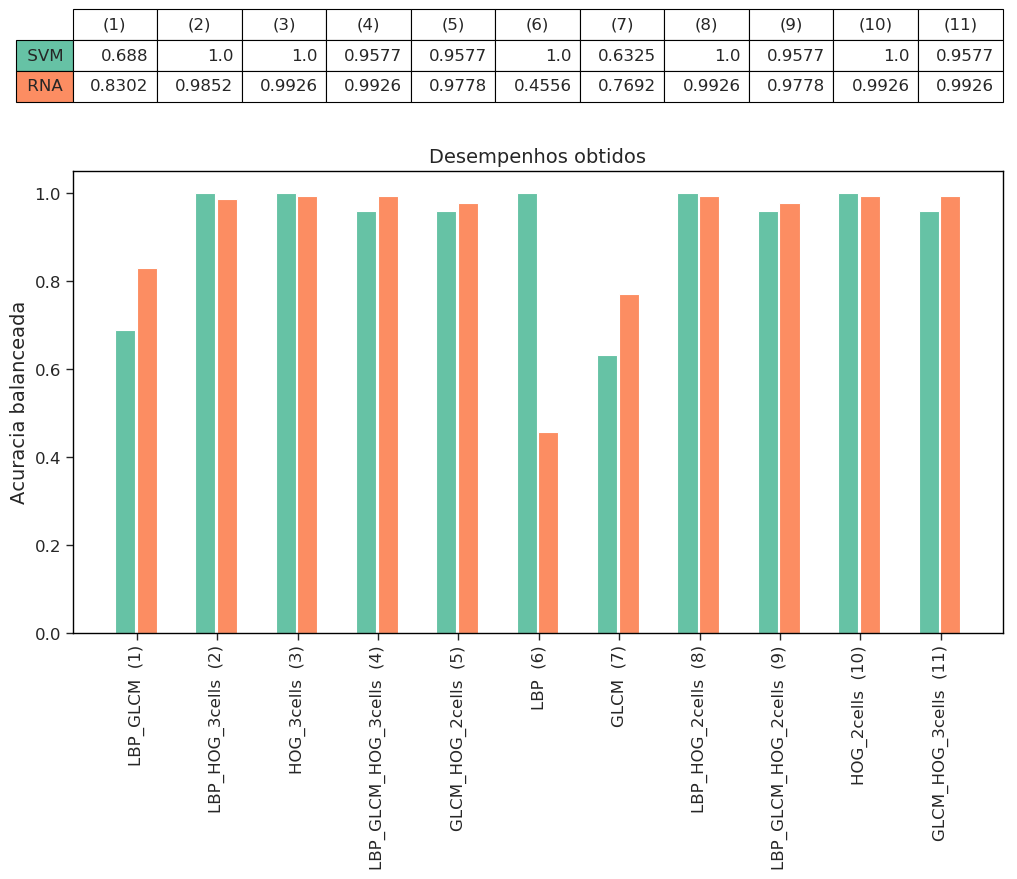 (1) (2) (3) (4) (5) (6) (7) (8) (9) (10) (11)
SVM 0.688 1.0 1.0 0.9577 0.9577 1.0 0.6325 1.0 0.9577 1.0 0.9577
RNA 0.8302 0.9852 0.9926 0.9926 0.9778 0.4556 0.7692 0.9926 0.9778 0.9926 0.9926
Desempenhos obtidos
Acuracia balanceada
1.0
0.8
0.6
0.4
0.2
0.0
LBP_GLCM (1)
LBP_HOG_3cells (2)
HOG_3cells (3)
LBP_GLCM_HOG_3cells (4)
GLCM_HOG_2cells (5)
LBP (6)
GLCM (7)
LBP_HOG_2cells (8)
LBP_GLCM_HOG_2cells (9)
HOG_2cells (10)
GLCM_HOG_3cells (11)